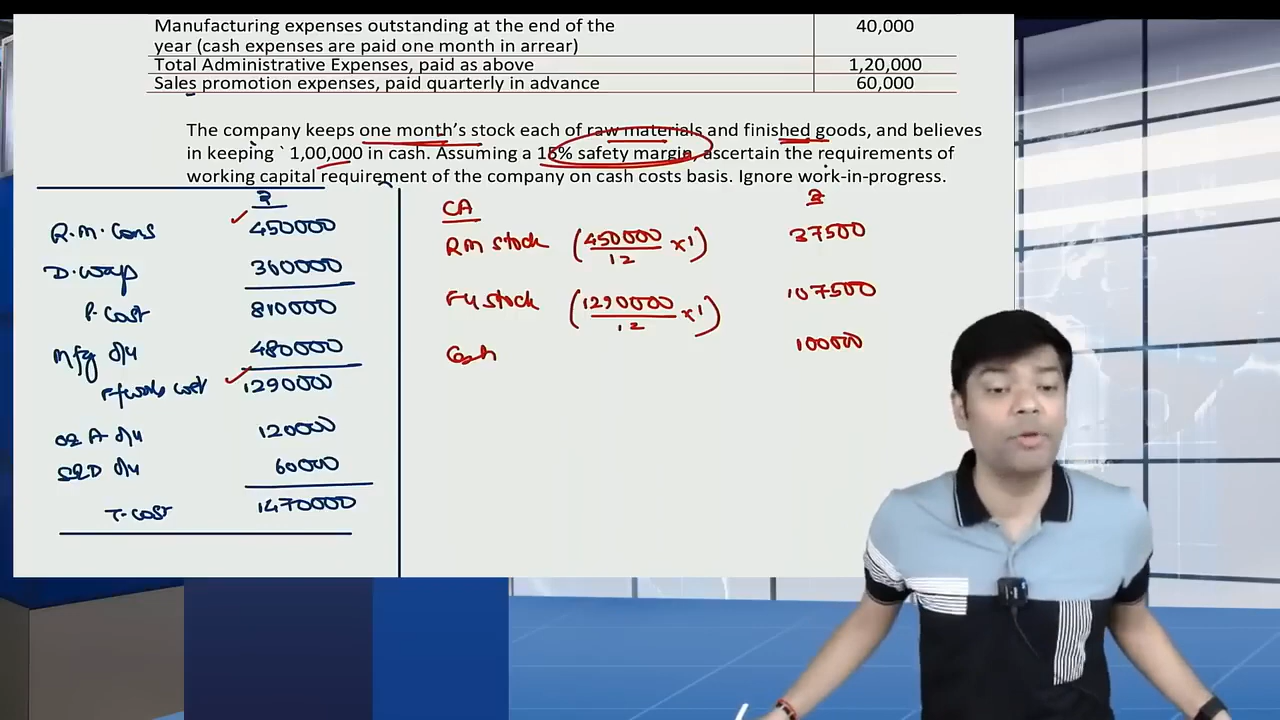 Manufacturing expenses outstanding at the end of the 40,000
year (cash expenses are paid one month in arrear)
Total Administrative Expenses, paid as above 1,20,000
Sales promotion expenses, paid quarterly in advance 60,000
The company keeps one month's stock each of raw materials and finished goods, and believes
in keeping ` 1,00,000 in cash. Assuming a 15% safety margin, ascertain the requirements of
working capital requirement of the company on cash costs basis. Ignore work-in-progress.
₹
R.M. Cons 450000
D. wages 360000
P. cost 810000
Mfg o/h 480000
F/works cost 1290000
o& A o/h 120000
S&D o/h 60000
T. cost 1470000
CA ₹
RM stock (450000/12 x1) 37500
FG stock (1290000/12 x1) 107500
Cash 100000